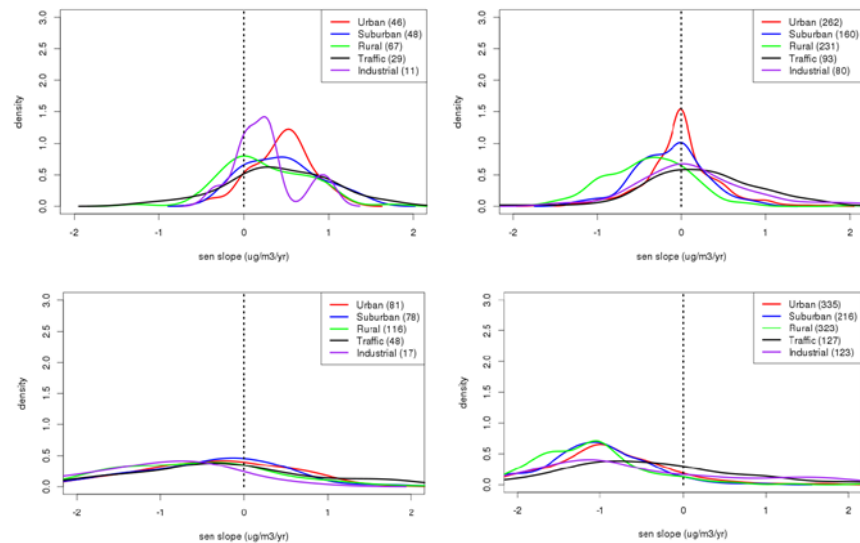 3.0
2.5
2.0
1.5
1.0
0.5
0.0
density
-2
-1
0
1
2
sen slope (ug/m3/yr)
Urban (46)
Suburban (48)
Rural (67)
Traffic (29)
Industrial (11)
3.0
2.5
2.0
1.5
1.0
0.5
0.0
density
-2
-1
0
1
2
sen slope (ug/m3/yr)
Urban (262)
Suburban (160)
Rural (231)
Traffic (93)
Industrial (80)
3.0
2.5
2.0
1.5
1.0
0.5
0.0
density
-2
-1
0
1
2
sen slope (ug/m3/yr)
Urban (81)
Suburban (78)
Rural (116)
Traffic (48)
Industrial (17)
3.0
2.5
2.0
1.5
1.0
0.5
0.0
density
-2
-1
0
1
2
sen slope (ug/m3/yr)
Urban (335)
Suburban (216)
Rural (323)
Traffic (127)
Industrial (123)